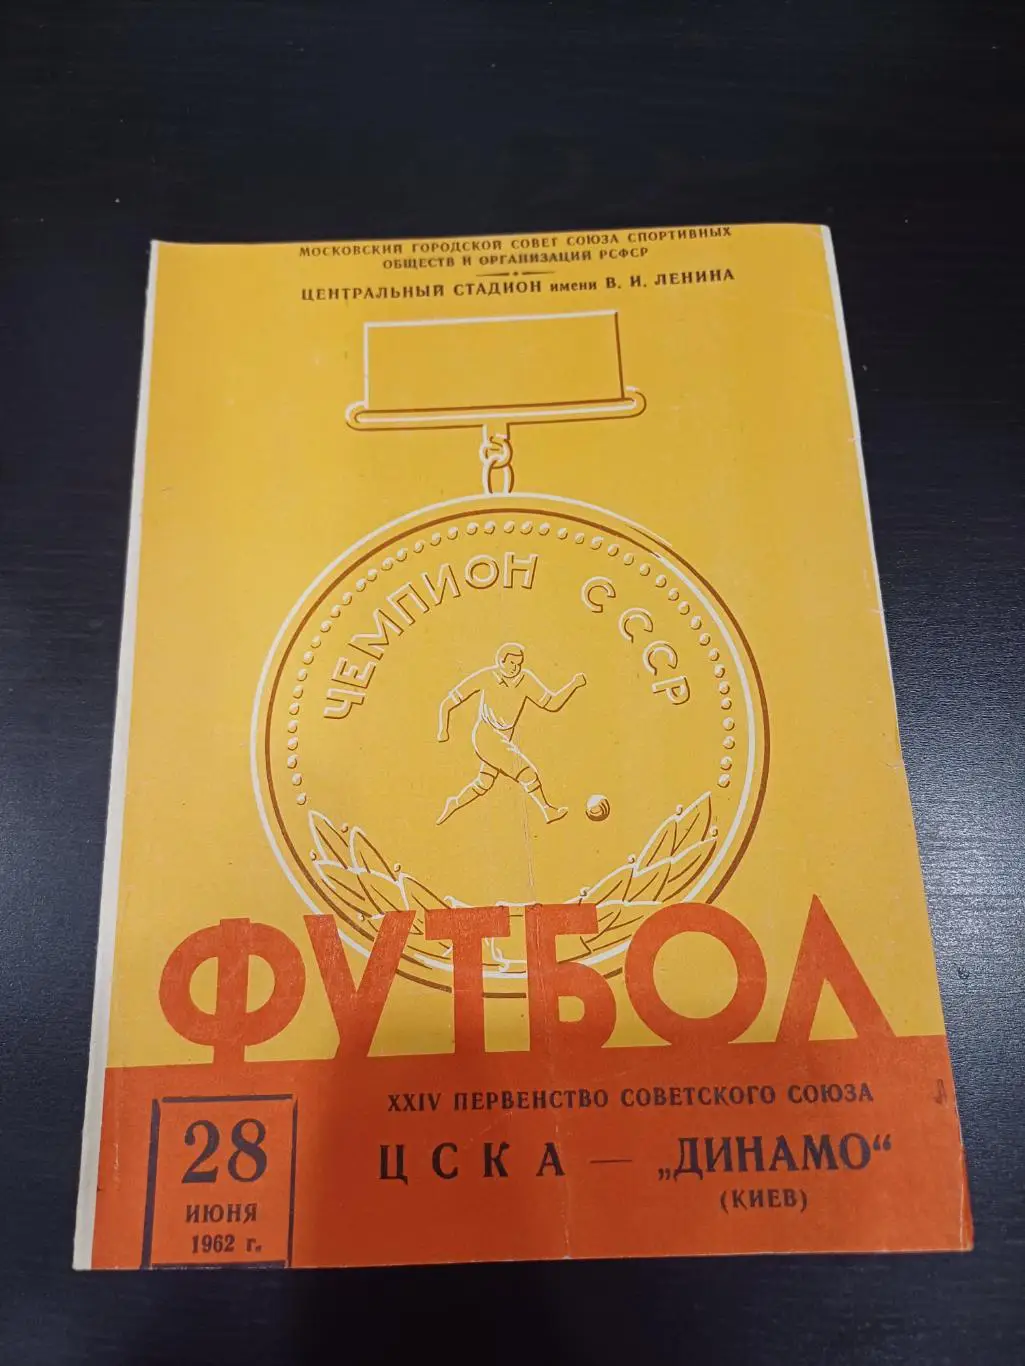 МОСКОВСКИЙ ГОРОДСКОЙ СОВЕТ СОЮЗА СПОРТИВНЫХ
ОБЩЕСТВ И ОРГАНИЗАЦИЙ РСФСР
ЦЕНТРАЛЬНЫЙ СТАДИОН имени В. И. ЛЕНИНА
ЧЕМПИОН СССР
ФУТБОЛ
XXIV ПЕРВЕНСТВО СОВЕТСКОГО СОЮЗА
ЦСКА — „ДИНАМО“
(КИЕВ)
28
ИЮНЯ
1962 г.